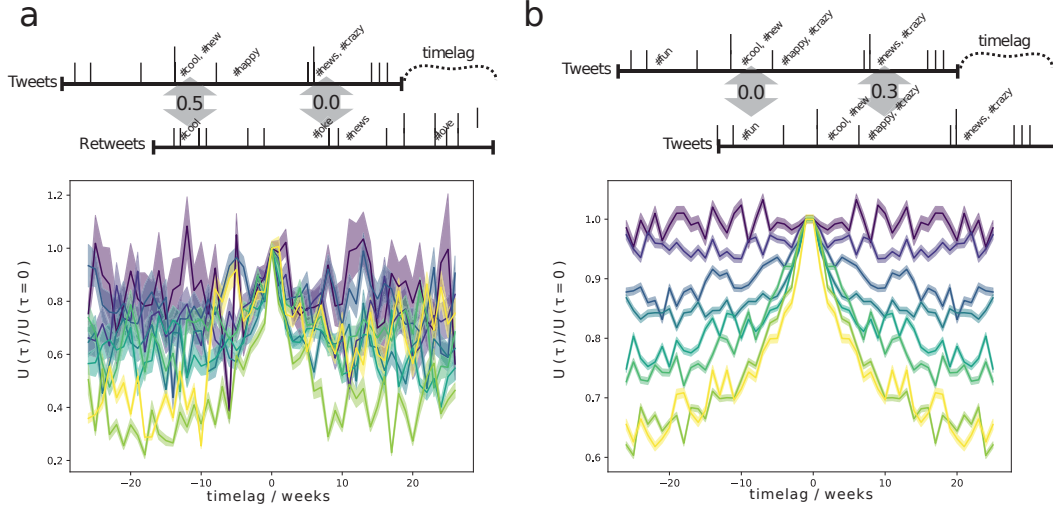 a
#cool, #new
#happy
#news, #crazy
timelag
Tweets
0.5
0.0
#cool
#joke
#news
#love
Retweets
1.2
1.0
0.8
0.6
0.4
0.2
U(τ)/U(τ=0)
−20
−10
0
10
20
timelag / weeks
b
#fun
#cool, #new
#happy, #crazy
#news, #crazy
timelag
Tweets
0.0
0.3
#fun
#cool, #new
#happy, #crazy
#news, #crazy
Tweets
1.0
0.9
0.8
0.7
0.6
U(τ)/U(τ=0)
−20
−10
0
10
20
timelag / weeks